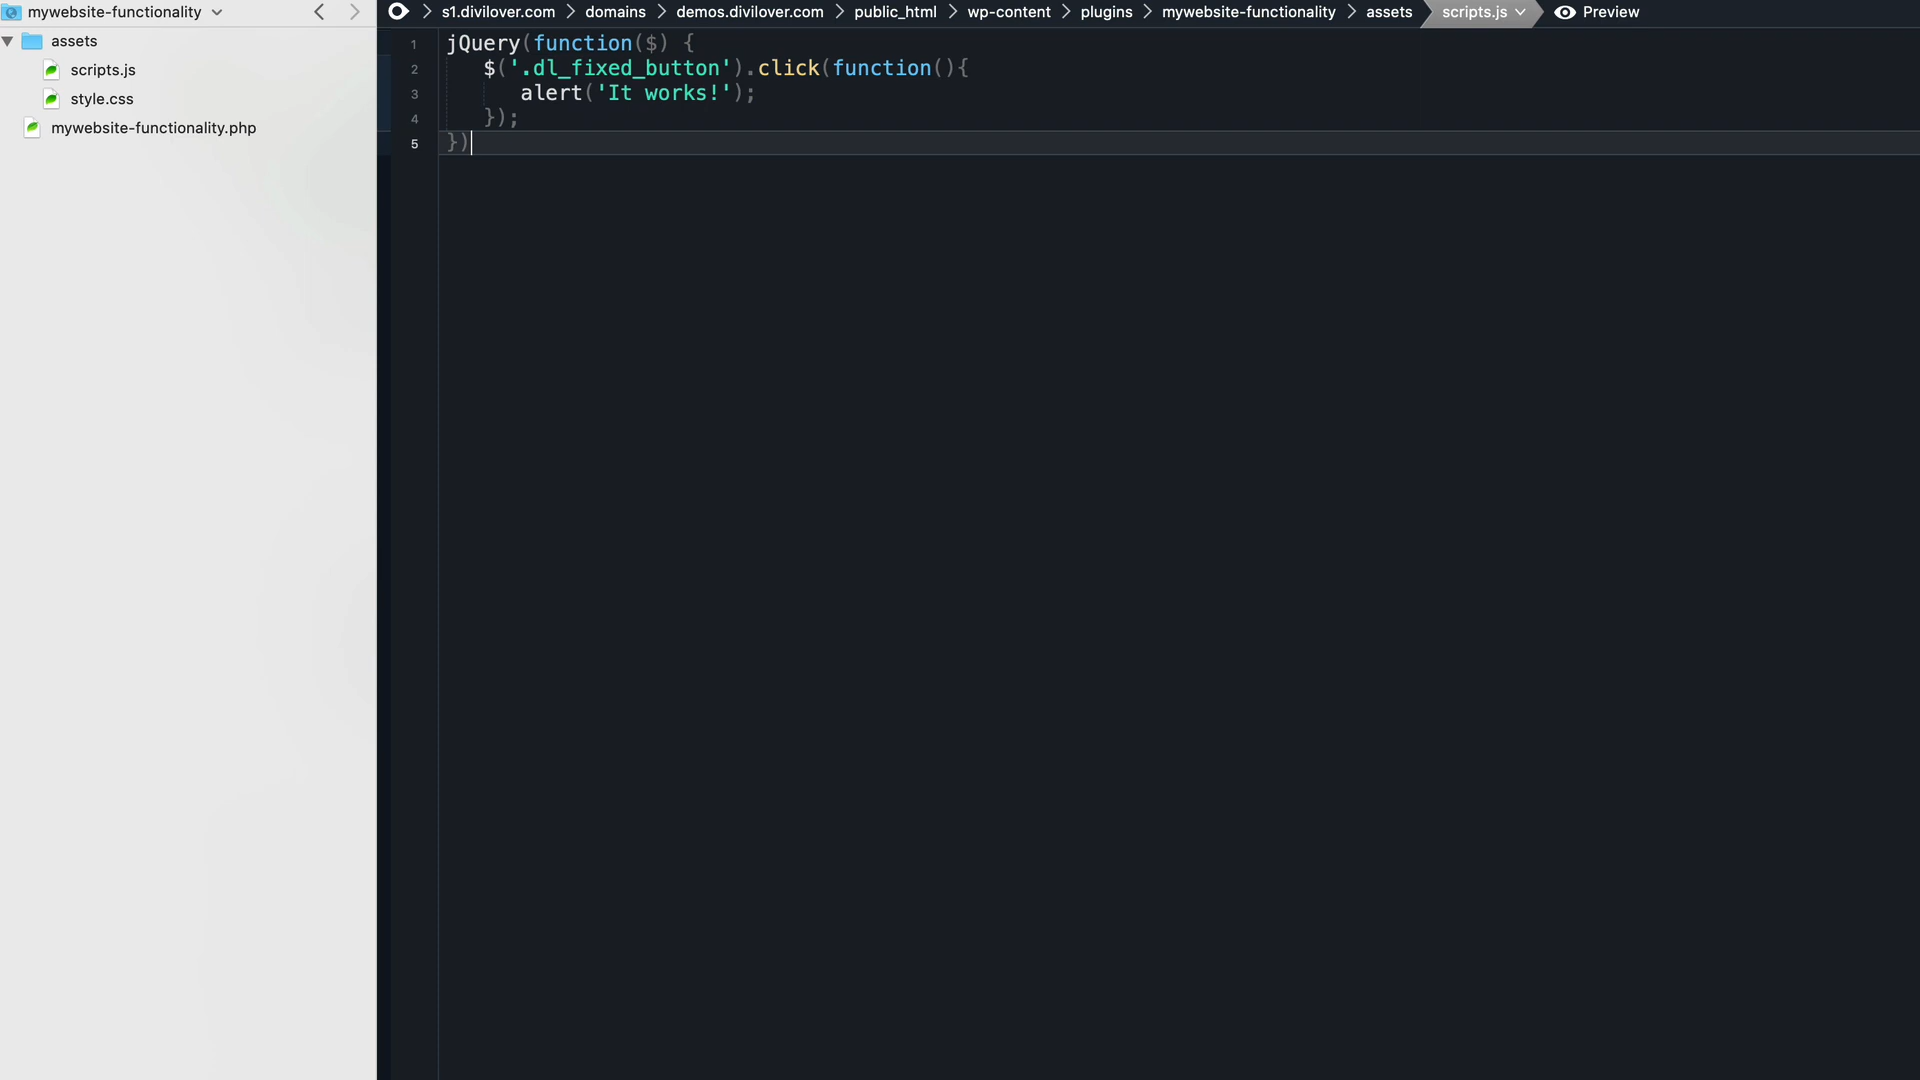 mywebsite-functionality
assets
scripts.js
style.css
mywebsite-functionality.php
s1.divilover.com domains demos.divilover.com public_html wp-content plugins mywebsite-functionality assets scripts.js Preview
1 jQuery(function($) {
2 $('.dl_fixed_button').click(function(){
3 alert('It works!');
4 });
5 })